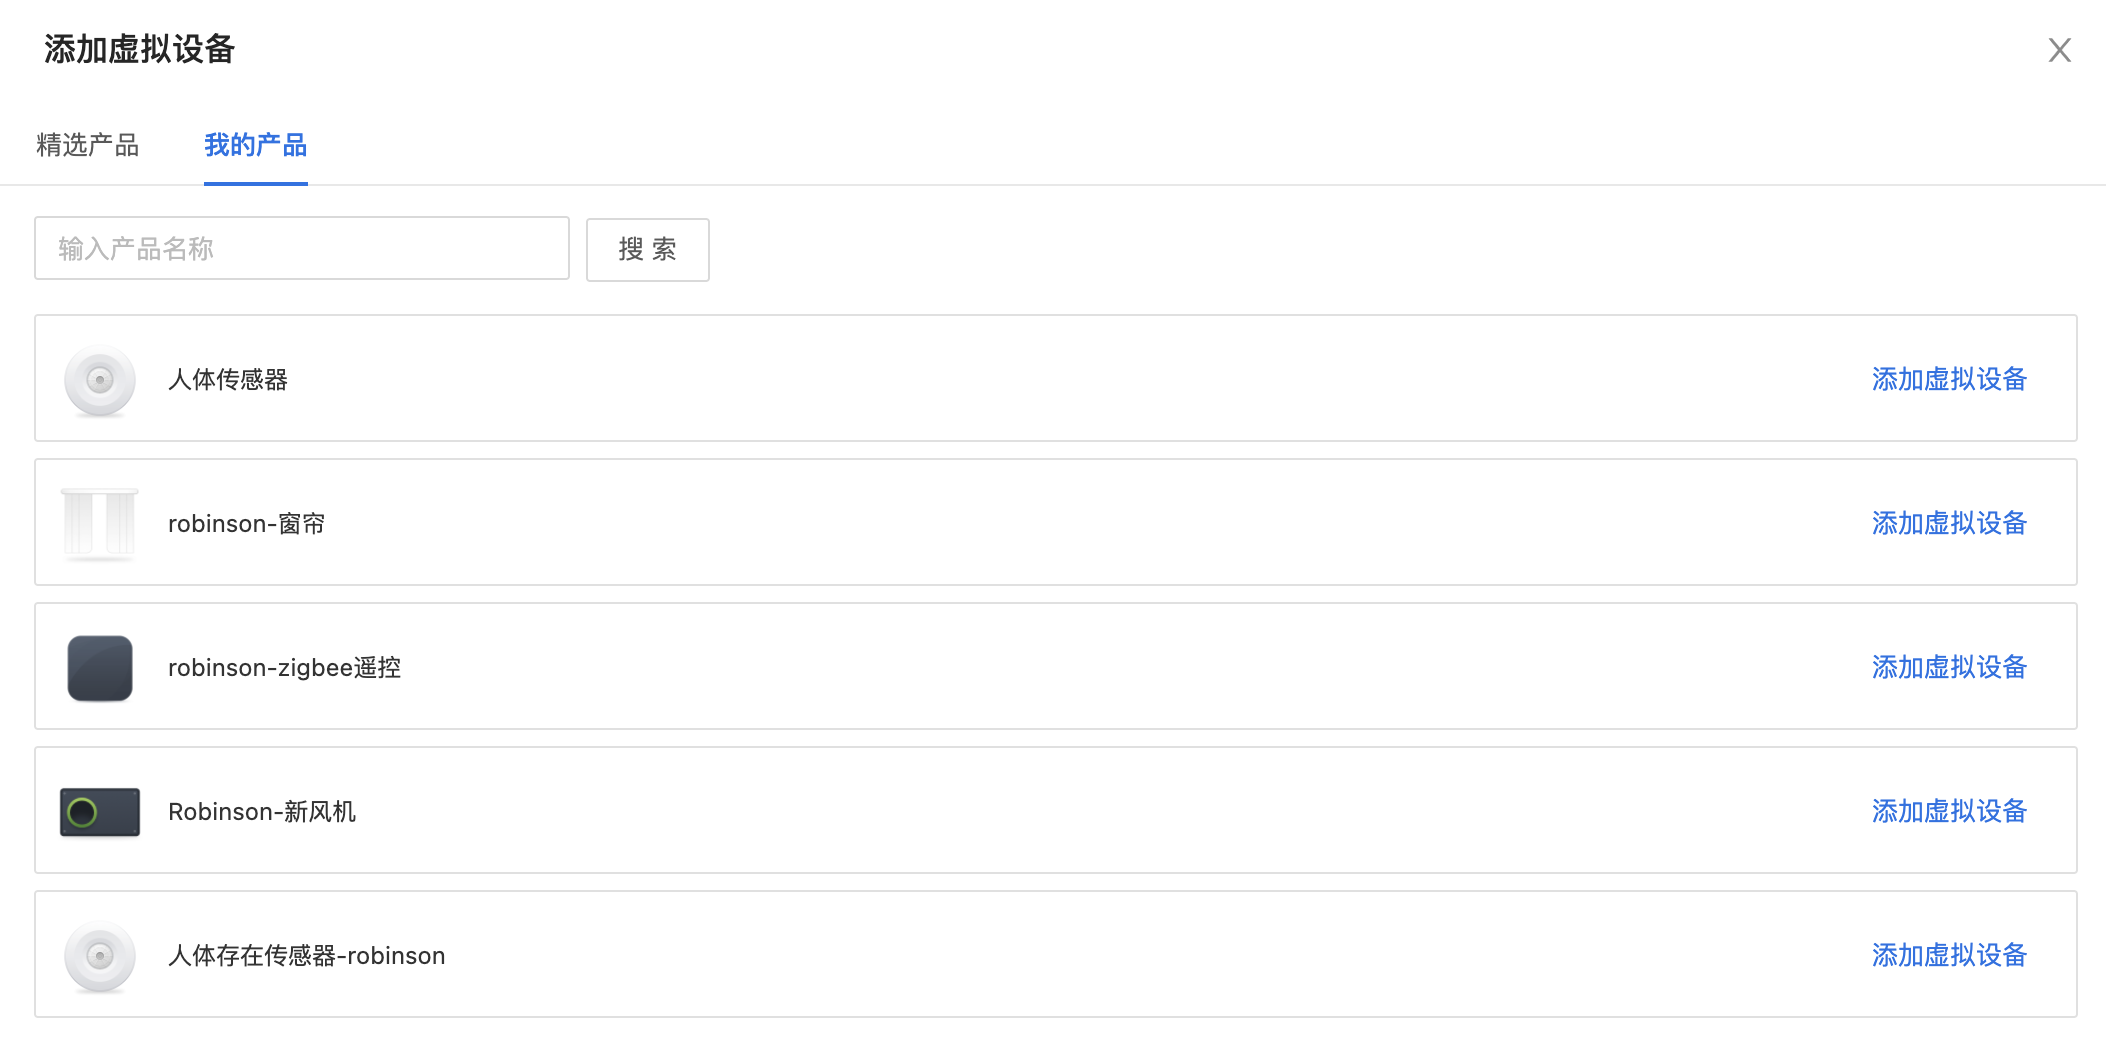 添加虚拟设备
精选产品 我的产品
输入产品名称 搜 索
人体传感器 添加虚拟设备
robinson-窗帘 添加虚拟设备
robinson-zigbee遥控 添加虚拟设备
Robinson-新风机 添加虚拟设备
人体存在传感器-robinson 添加虚拟设备